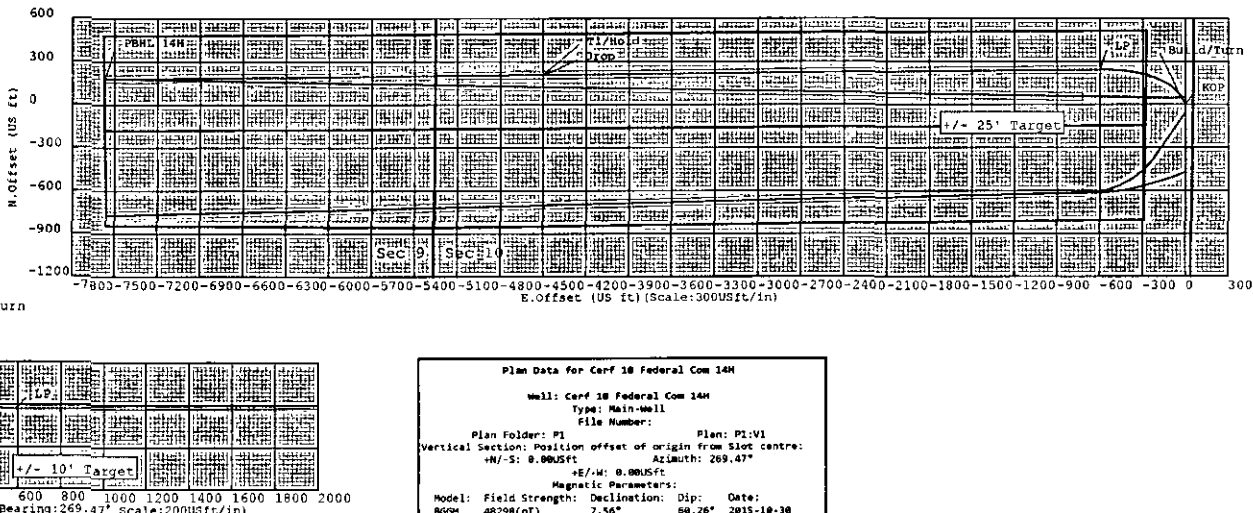 600
300
0
-300
-600
-900
-1200
N.Offset (US ft)
PBHL 14H
T1/Hold
Drop
LP
Build/Turn
KOP
+/- 25' Target
Sec 9 Sec 10
-7800 -7500 -7200 -6900 -6600 -6300 -6000 -5700 -5400 -5100 -4800 -4500 -4200 -3900 -3600 -3300 -3000 -2700 -2400 -2100 -1800 -1500 -1200 -900 -600 -300 0 300
E.Offset (US ft)(Scale:300USft/in)
urn
LP
+/- 10' Target
600 800 1000 1200 1400 1600 1800 2000
Bearing:269.47° Scale:200USft/in)
Plan Data for Cerf 10 Federal Com 14H
Well: Cerf 10 Federal Com 14H
Type: Main-Well
File Number:
Plan Folder: P1 Plan: P1:V1
Vertical Section: Position offset of origin from Slot centre:
+N/-S: 0.00USft Azimuth: 269.47°
+E/-W: 0.00USft
Magnetic Parameters:
Model: Field Strength: Declination: Dip: Date:
BGGM 48298(nT) 7.56° 60.26° 2015-10-30